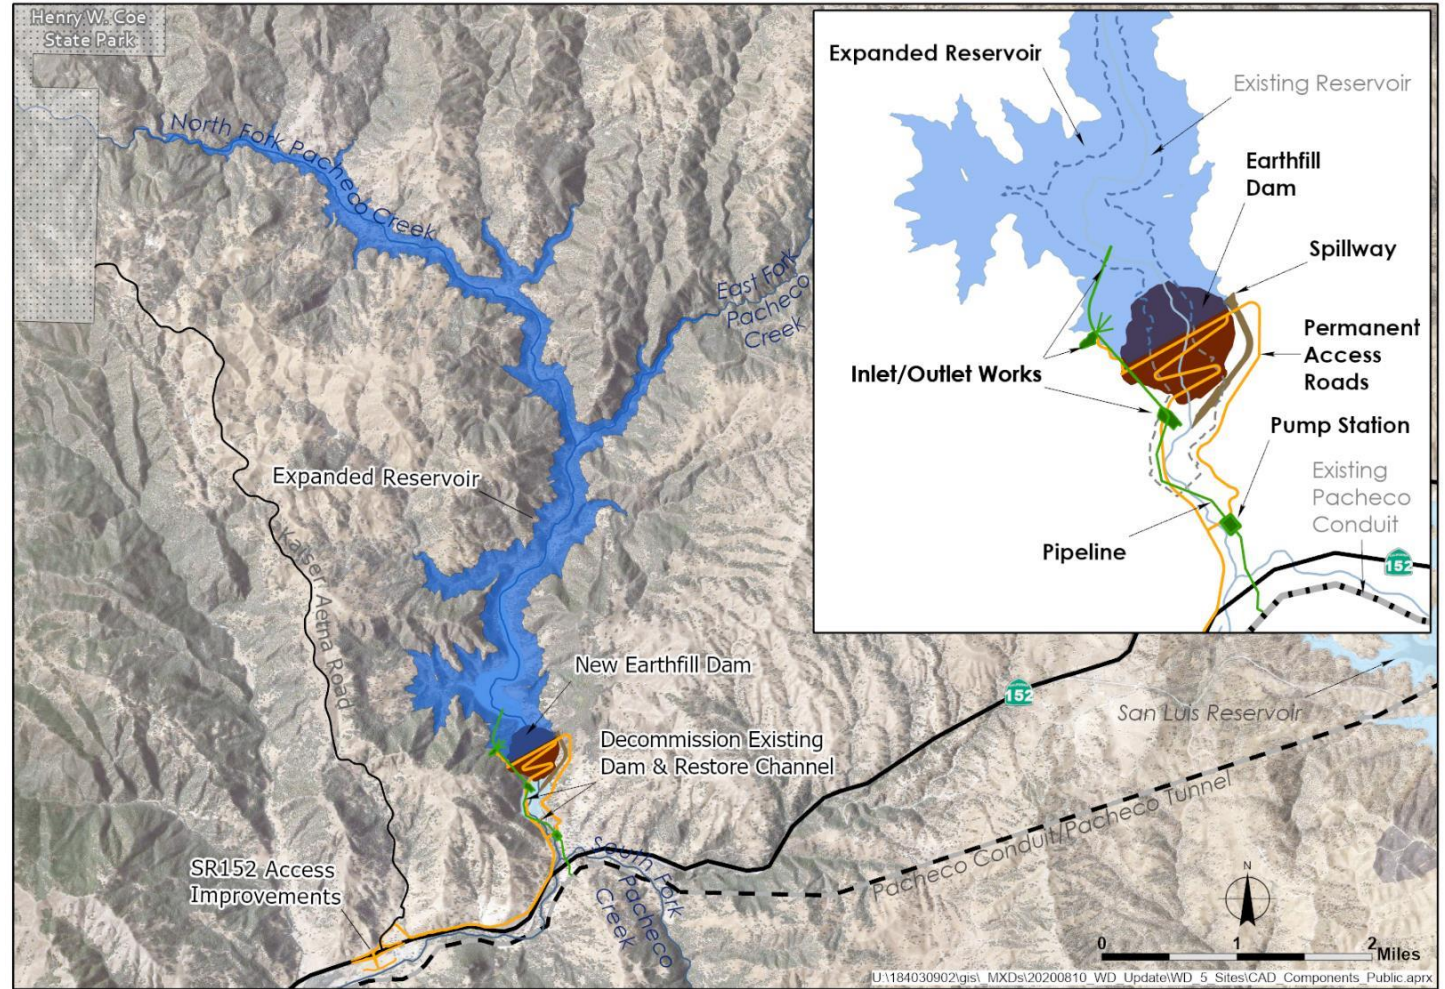 Henry W. Coe
State Park
North Fork Pacheco Creek
East Fork
Pacheco
Creek
Expanded Reservoir
Kaiser Aetna Road
New Earthfill Dam
Decommission Existing
Dam & Restore Channel
SR152 Access
Improvements
South Fork
Pacheco
Creek
152
San Luis Reservoir
Pacheco Conduit/Pacheco Tunnel
Expanded Reservoir
Existing Reservoir
Earthfill
Dam
Spillway
Permanent
Access
Roads
Inlet/Outlet Works
Pump Station
Existing
Pacheco
Conduit
Pipeline
152
N
0 1 2 Miles
U:\184030902\gis\_MXDs\20200810_WD_Update\WD_5_Sites\CAD_Components_Public.aprx